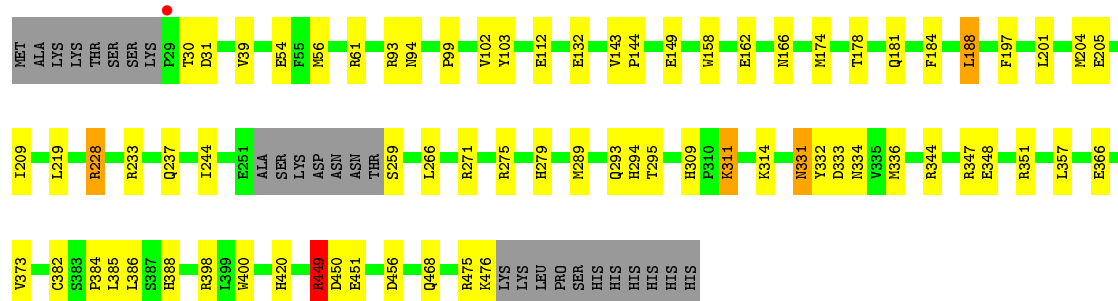 MET ALA LYS LYS THR SER SER LYS P29 T30 D31 V39 E54 F55 M56 R61 R93 N94 P99 V102 Y103 E112 E132 V143 P144 E149 W158 E162 N166 M174 T178 Q181 F184 L188 F197 L201 M204 E205
I209 L219 R228 R233 Q237 I244 E251 ALA SER LYS ASP ASN ASN THR S259 L266 R271 R275 H279 M289 Q293 H294 T295 H309 P310 K311 K314 N331 Y332 D333 N334 V335 M336 R344 R347 E348 R351 L357 E366
V373 C382 S383 P384 L385 L386 S387 H388 R398 L399 W400 H420 R449 D450 E451 D456 Q468 R475 K476 LYS LYS LEU PRO SER HIS HIS HIS HIS HIS HIS